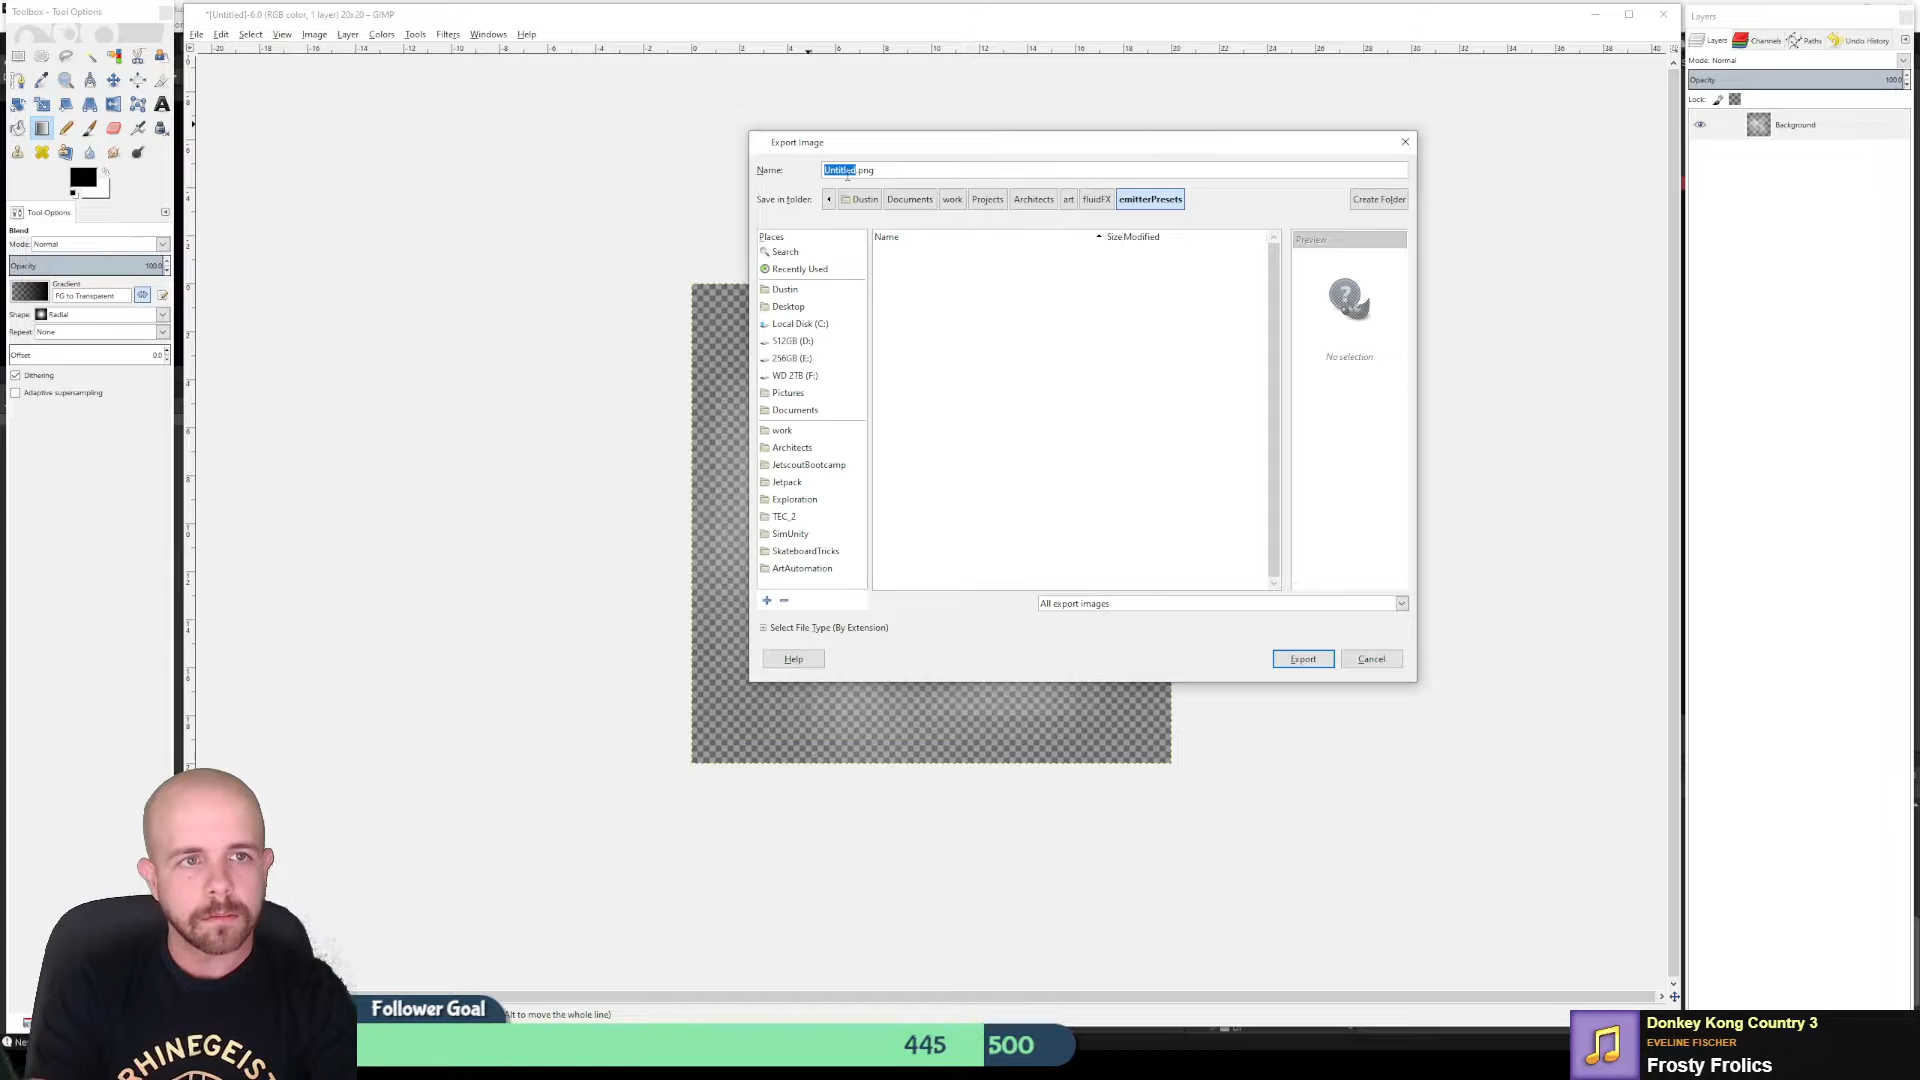 Toolbox - Tool Options
*[Untitled]-6.0 (RGB color, 1 layer) 20x20 – GIMP
Layers
File Edit Select View Image Layer Colors Tools Filters Windows Help
Layers Channels Paths Undo History
Mode: Normal
Opacity 100.0
Lock:
Background
Tool Options
Blend
Mode: Normal
Opacity 100.0
Gradient
FG to Transparent
Shape: Radial
Repeat: None
Offset 0.0
Dithering
Adaptive supersampling
Export Image
Name: Untitled.png
Save in folder: Dustin Documents work Projects Architects art fluidFX emitterPresets Create Folder
Places
Search
Recently Used
Dustin
Desktop
Local Disk (C:)
512GB (D:)
256GB (E:)
WD 2TB (F:)
Pictures
Documents
work
Architects
JetscoutBootcamp
Jetpack
Exploration
TEC_2
SimUnity
SkateboardTricks
ArtAutomation
Name Size Modified
Preview
No selection
All export images
Select File Type (By Extension)
Help Export Cancel
Alt to move the whole line)
Follower Goal
445 500
RHINEGEIST
Donkey Kong Country 3
EVELINE FISCHER
Frosty Frolics